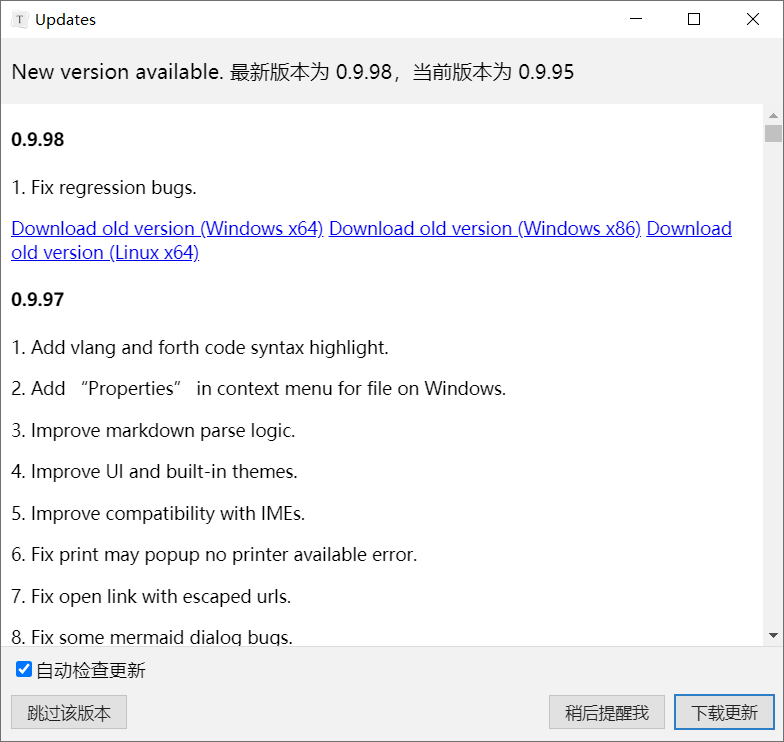 T Updates
New version available. 最新版本为 0.9.98，当前版本为 0.9.95
0.9.98
1. Fix regression bugs.
Download old version (Windows x64) Download old version (Windows x86) Download
old version (Linux x64)
0.9.97
1. Add vlang and forth code syntax highlight.
2. Add “Properties” in context menu for file on Windows.
3. Improve markdown parse logic.
4. Improve UI and built-in themes.
5. Improve compatibility with IMEs.
6. Fix print may popup no printer available error.
7. Fix open link with escaped urls.
8. Fix some mermaid dialog bugs.
自动检查更新
跳过该版本 稍后提醒我 下载更新